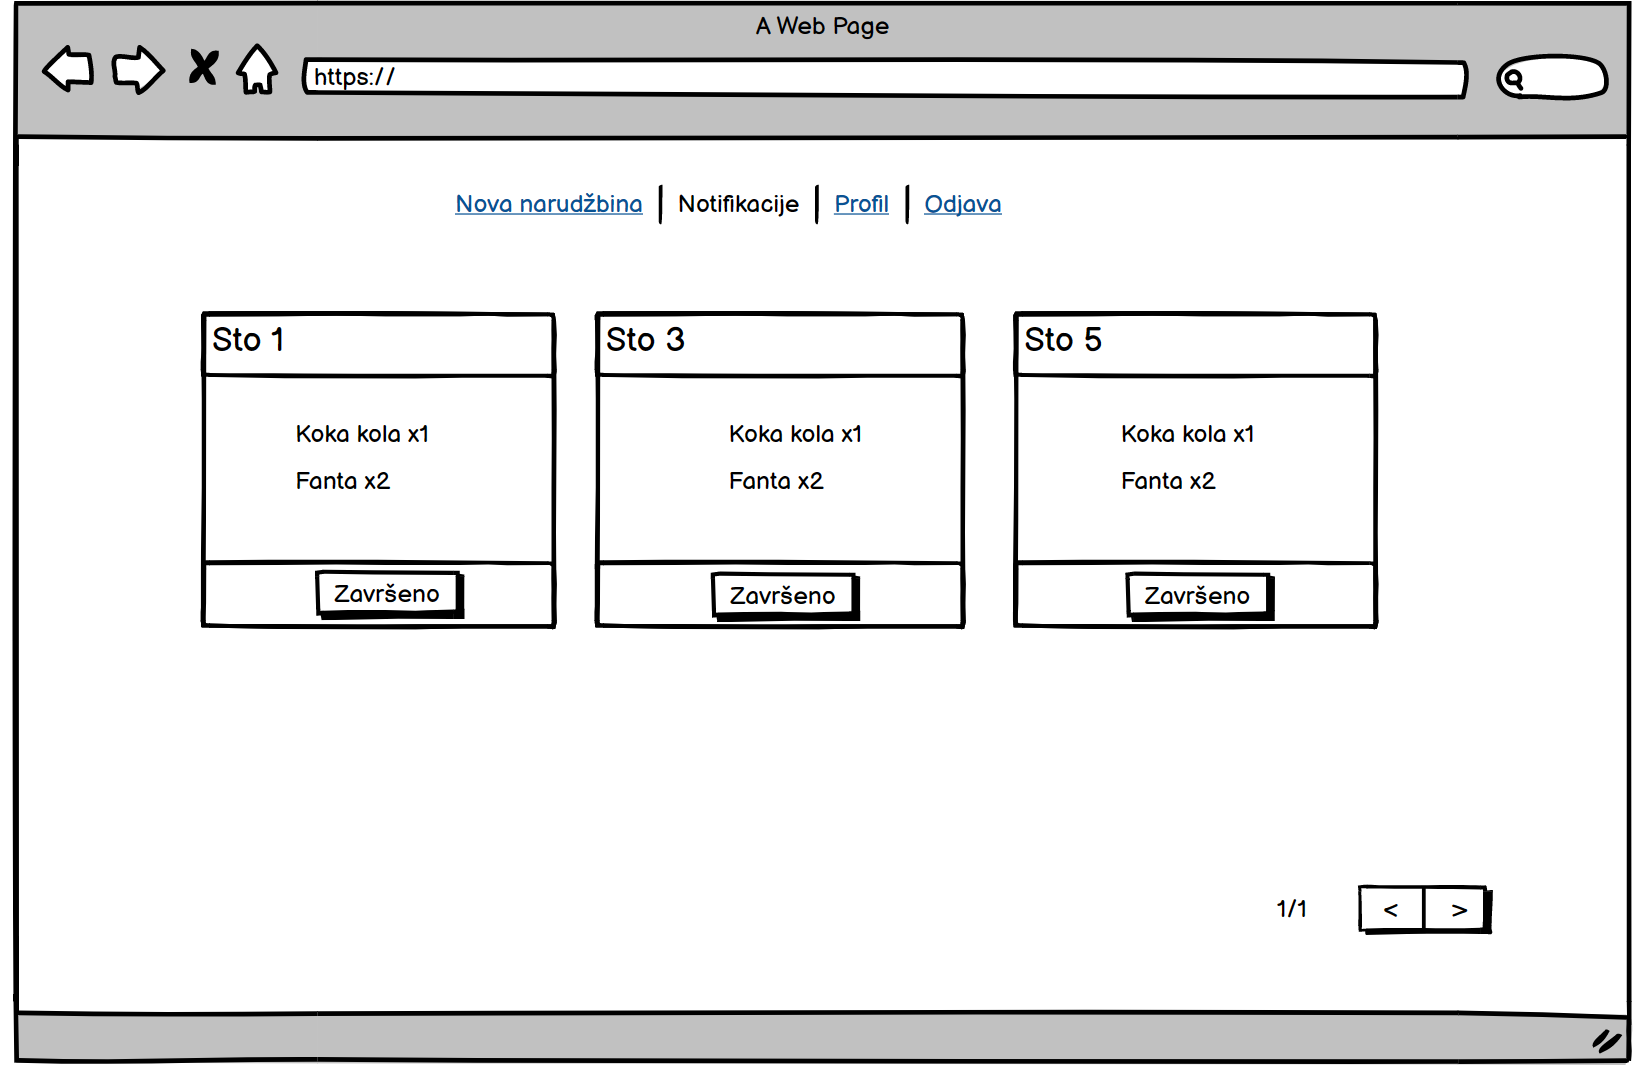 A Web Page
https://
Nova narudžbina | Notifikacije | Profil | Odjava
Sto 1
Koka kola x1
Fanta x2
Završeno
Sto 3
Koka kola x1
Fanta x2
Završeno
Sto 5
Koka kola x1
Fanta x2
Završeno
1/1 < >